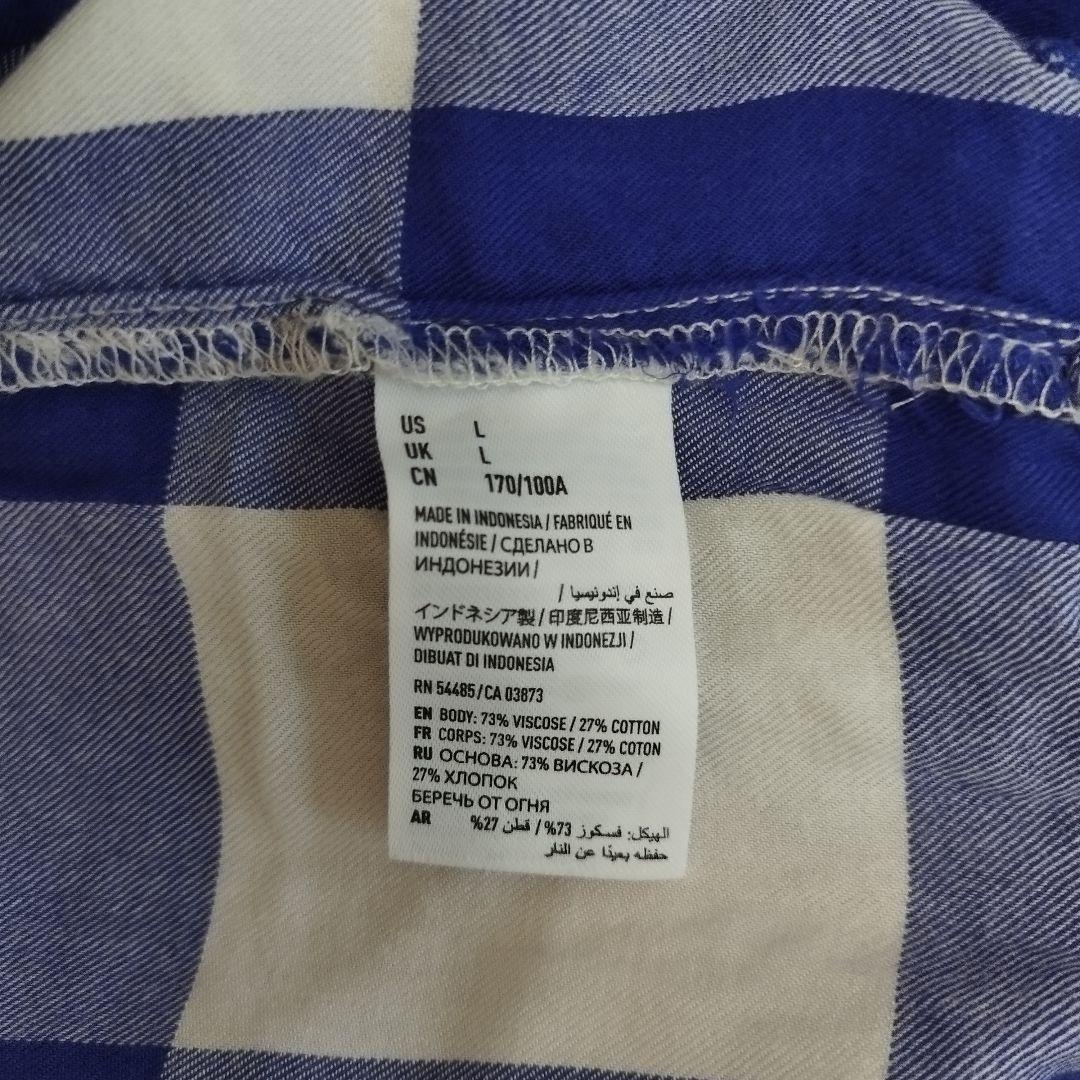 US L
UK L
CN 170/100A
MADE IN INDONESIA / FABRIQUÉ EN
INDONÉSIE / СДЕЛАНО В
ИНДОНЕЗИИ /
صنع في إندونيسيا /
インドネシア製 / 印度尼西亚制造 /
WYPRODUKOWANO W INDONEZJI /
DIBUAT DI INDONESIA
RN 54485 / CA 03873
EN BODY: 73% VISCOSE / 27% COTTON
FR CORPS: 73% VISCOSE / 27% COTON
RU ОСНОВА: 73% ВИСКОЗА /
27% ХЛОПОК
БЕРЕЧЬ ОТ ОГНЯ
AR الهيكل: فسكوز 73% / قطن 27%
حفظه بعيدًا عن النار